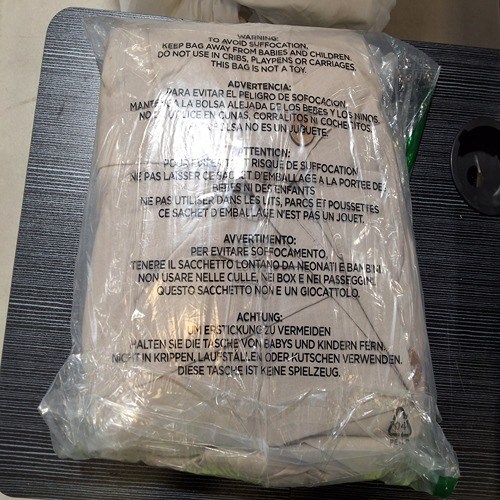 WARNING:
TO AVOID SUFFOCATION,
KEEP BAG AWAY FROM BABIES AND CHILDREN.
DO NOT USE IN CRIBS, PLAYPENS OR CARRIAGES.
THIS BAG IS NOT A TOY.
ADVERTENCIA:
PARA EVITAR EL PELIGRO DE SOFOCACION,
LA BOLSA ALEJADA DE LOS BEBES Y LOS NIÑOS.
EN CUNAS, CORRALITOS NI COCHECITOS.
NO ES UN JUGUETE.
ATTENTION:
RISQUE DE SUFFOCATION
NE PAS LAISSER CE SACHET D'EMBALLAGE A LA PORTEE DE
BEBES NI DES ENFANTS
NE PAS UTILISER DANS LES LITS, PARCS ET POUSSETTES
CE SACHET D'EMBALLAGE N'EST PAS UN JOUET.
AVVERTIMENTO:
PER EVITARE SOFFOCAMENTO,
TENERE IL SACCHETTO LONTANO DA NEONATI E BAMBINI
NON USARE NELLE CULLE, NEI BOX E NEI PASSEGGINI
QUESTO SACCHETTO NON E UN GIOCATTOLO.
ACHTUNG:
UM ERSTICKUNG ZU VERMEIDEN
HALTEN SIE DIE TASCHE VON BABYS UND KINDERN FERN.
NICHT IN KRIPPEN, LAUFSTÄLLEN ODER KUTSCHEN VERWENDEN.
DIESE TASCHE IST KEINE SPIELZEUG.
04